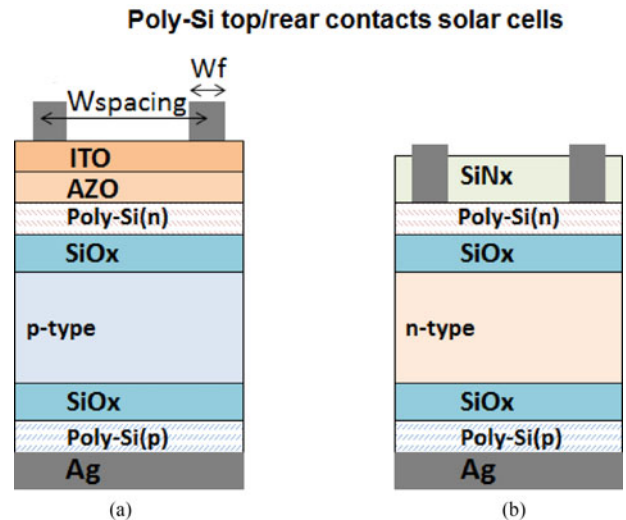 Poly-Si top/rear contacts solar cells
Wf
Wspacing
ITO
AZO
Poly-Si(n)
SiOx
p-type
SiOx
Poly-Si(p)
Ag
(a)
SiNx
Poly-Si(n)
SiOx
n-type
SiOx
Poly-Si(p)
Ag
(b)